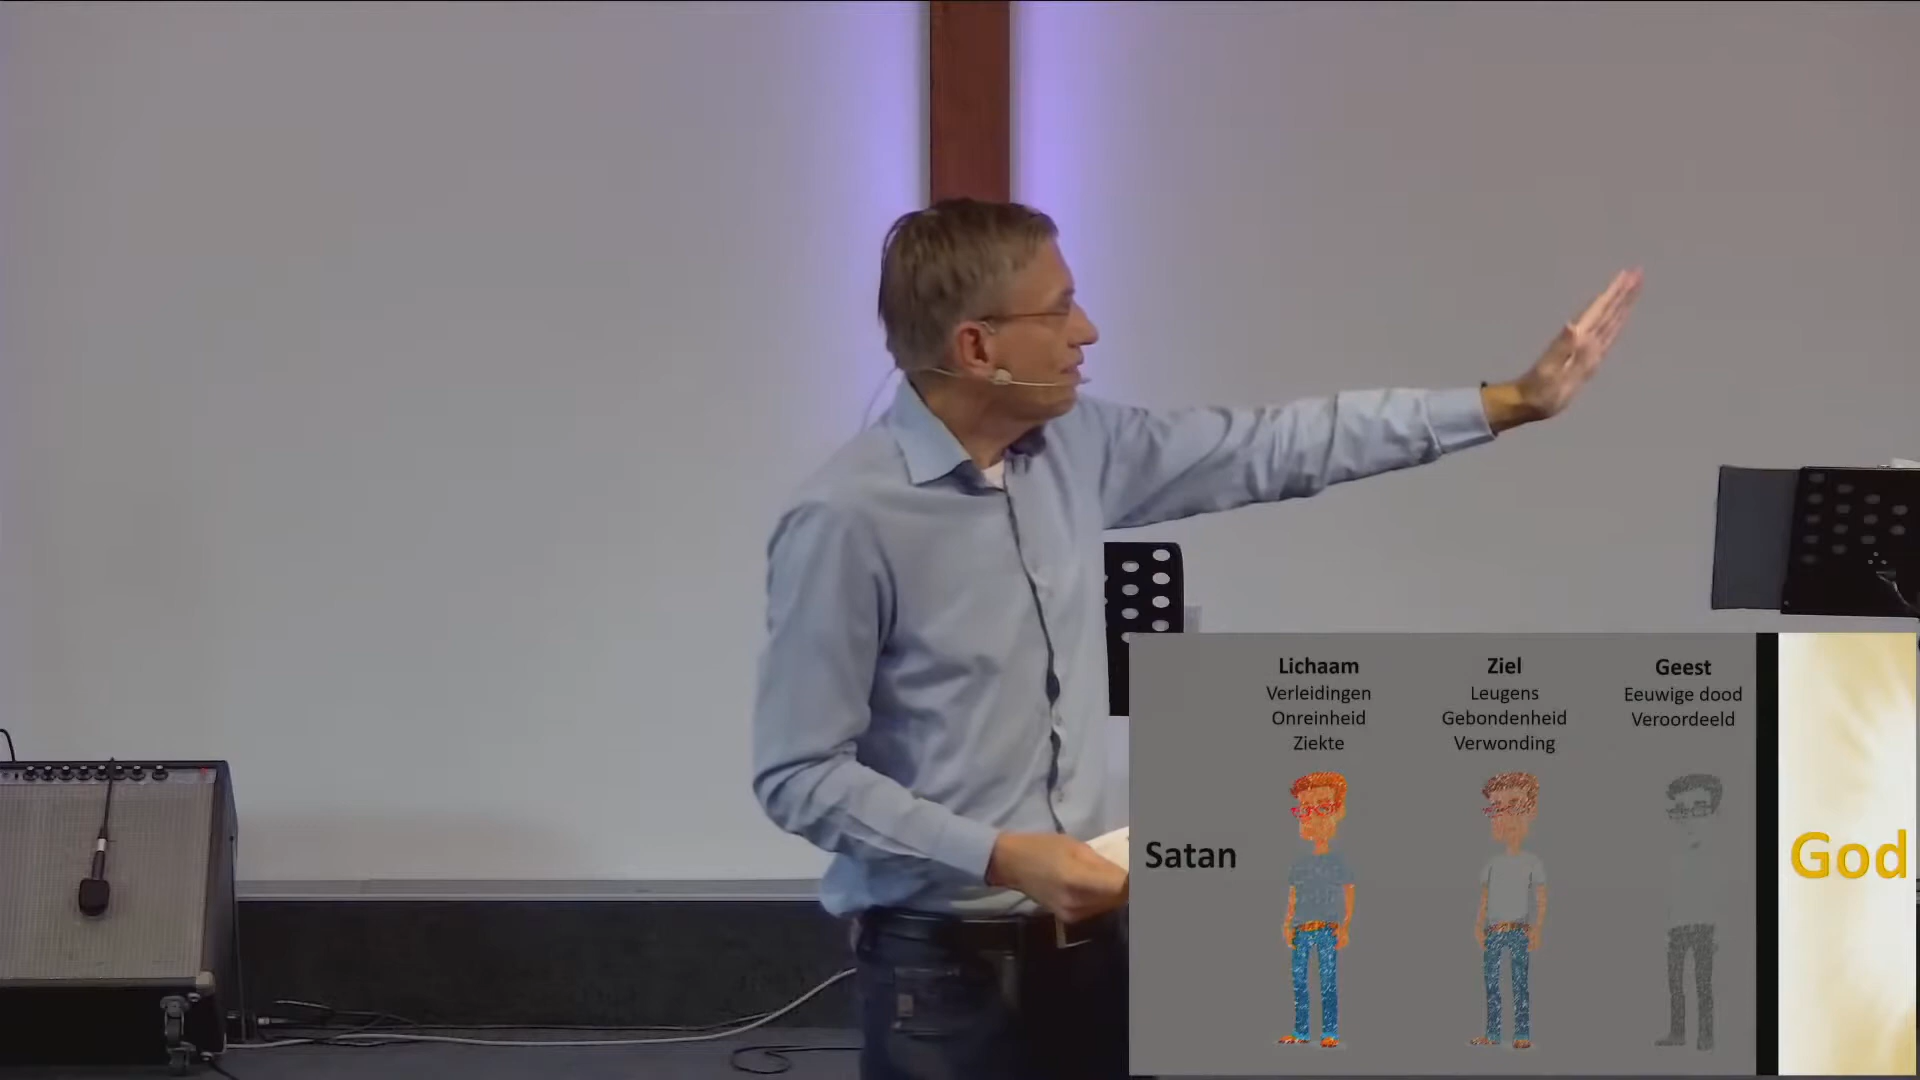 Lichaam
Verleidingen
Onreinheid
Ziekte
Ziel
Leugens
Gebondenheid
Verwonding
Geest
Eeuwige dood
Veroordeeld
Satan
God